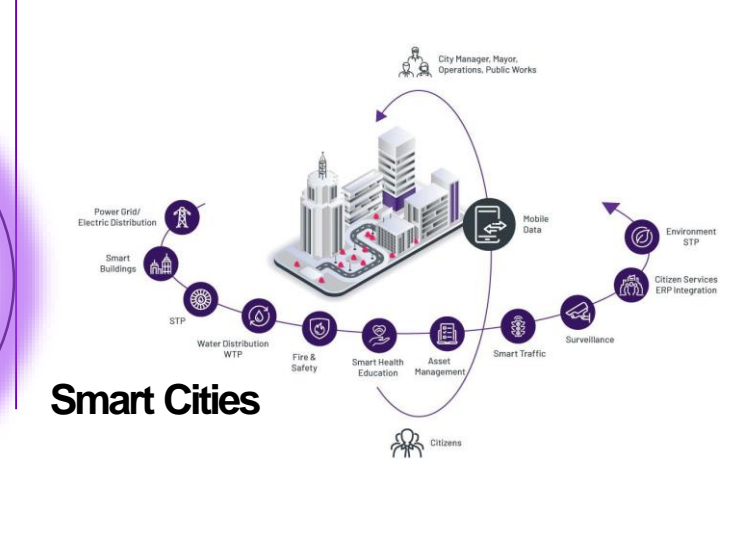 City Manager, Mayor,
Operations, Public Works
Power Grid/
Electric Distribution
Mobile
Data
Environment
STP
Smart
Buildings
Citizen Services
ERP Integration
STP
Water Distribution
WTP
Fire &
Safety
Smart Health
Education
Asset
Management
Smart Traffic
Surveillance
Smart Cities
Citizens